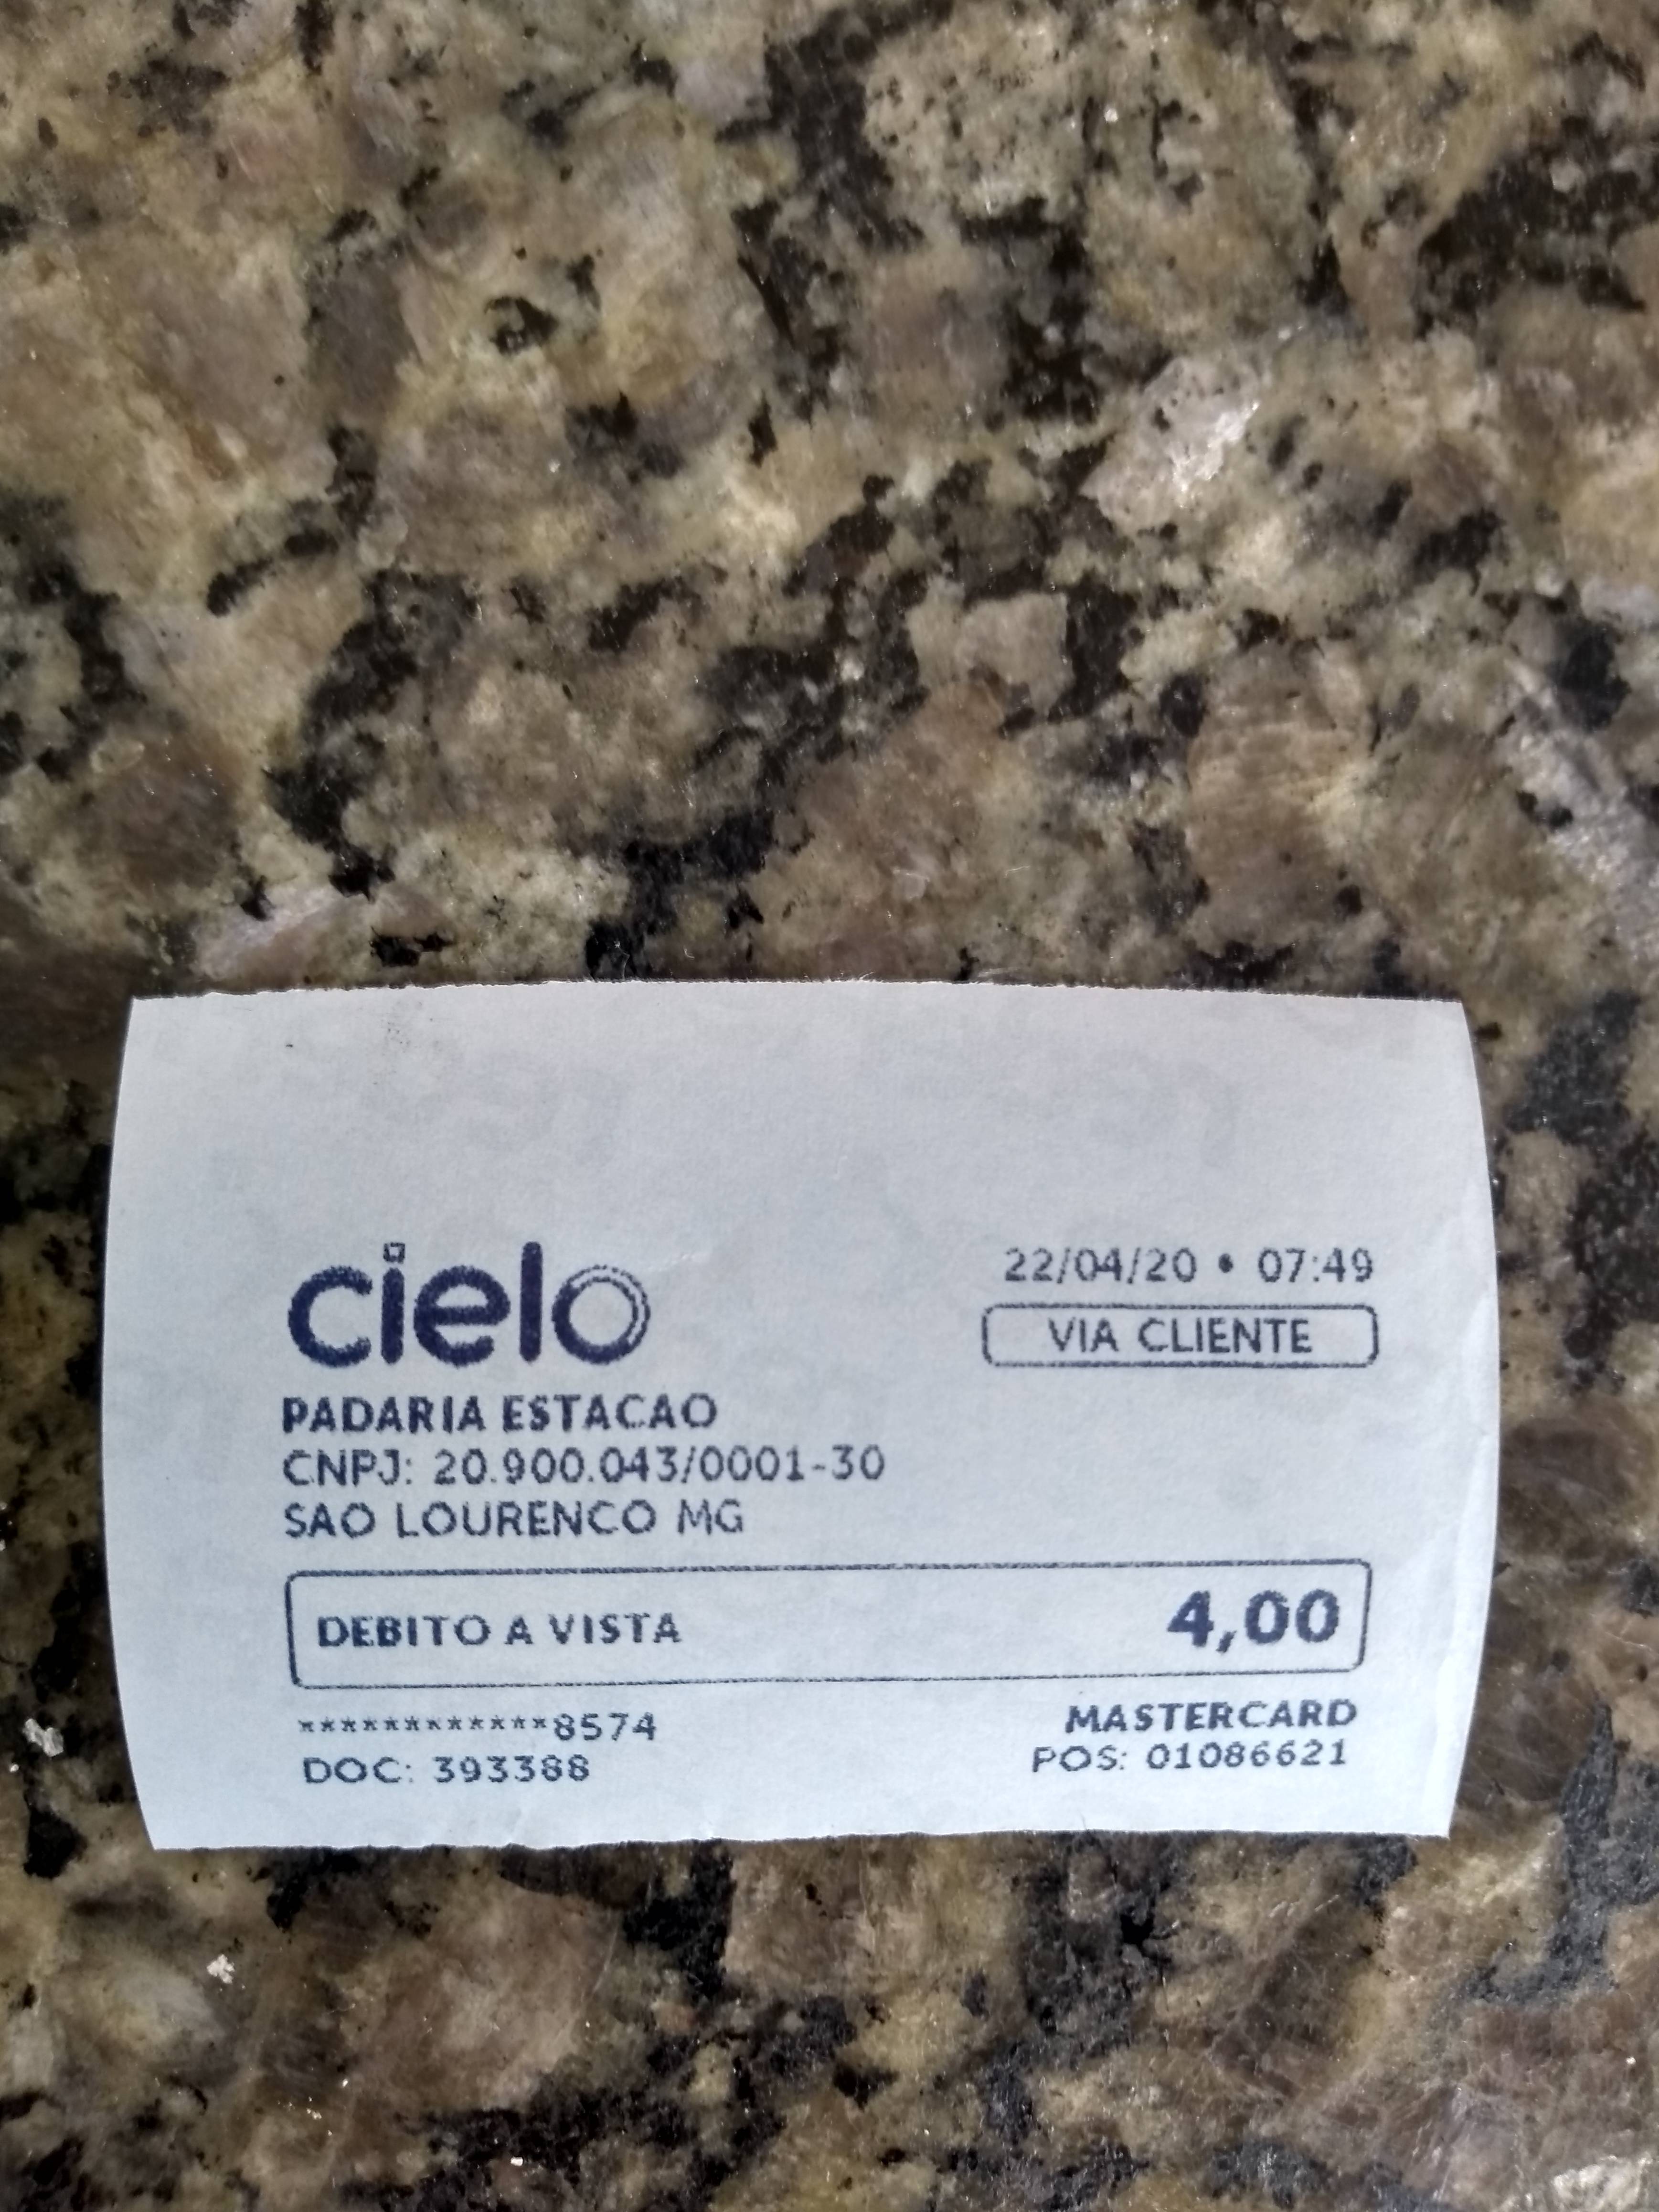 cielo
22/04/20 • 07:49
VIA CLIENTE
PADARIA ESTACAO
CNPJ: 20.900.043/0001-30
SAO LOURENCO MG
DEBITO A VISTA 4,00
************8574 MASTERCARD
DOC: 393388 POS: 01086621